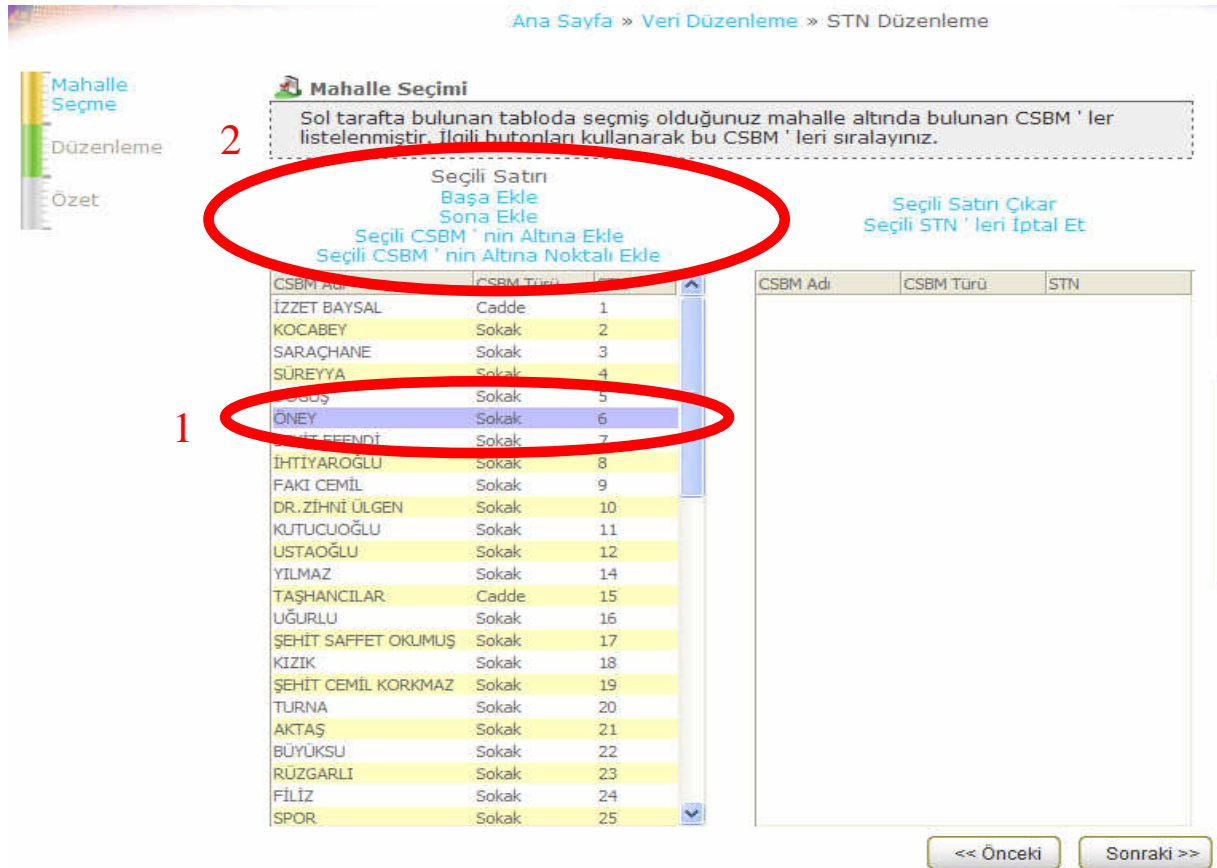 Ana Sayfa » Veri Düzenleme » STN Düzenleme
Mahalle
Seçme
Düzenleme
Özet
Mahalle Seçimi
Sol tarafta bulunan tabloda seçmiş olduğunuz mahalle altında bulunan CSBM ' ler
listelenmiştir. İlgili butonları kullanarak bu CSBM ' leri sıralayınız.
2
Seçili Satırı
Başa Ekle
Sona Ekle
Seçili CSBM ' nin Altına Ekle
Seçili CSBM ' nin Altına Noktalı Ekle
Seçili Satırı Çıkar
Seçili STN ' leri İptal Et
CSBM Adı CSBM Türü STN
İZZET BAYSAL Cadde 1
KOCABEY Sokak 2
SARAÇHANE Sokak 3
SÜREYYA Sokak 4
Sokak 5
1
ÖNEY Sokak 6
EFENDİ Sokak 7
İHTİYAROĞLU Sokak 8
FAKI CEMİL Sokak 9
DR.ZİHNİ ÜLGEN Sokak 10
KUTUCUOĞLU Sokak 11
USTAOĞLU Sokak 12
YILMAZ Sokak 14
TAŞHANCILAR Cadde 15
UĞURLU Sokak 16
ŞEHİT SAFFET OKUMUŞ Sokak 17
KIZIK Sokak 18
ŞEHİT CEMİL KORKMAZ Sokak 19
TURNA Sokak 20
AKTAŞ Sokak 21
BÜYÜKSU Sokak 22
RÜZGARLI Sokak 23
FİLİZ Sokak 24
SPOR Sokak 25
CSBM Adı CSBM Türü STN
<< Önceki Sonraki >>